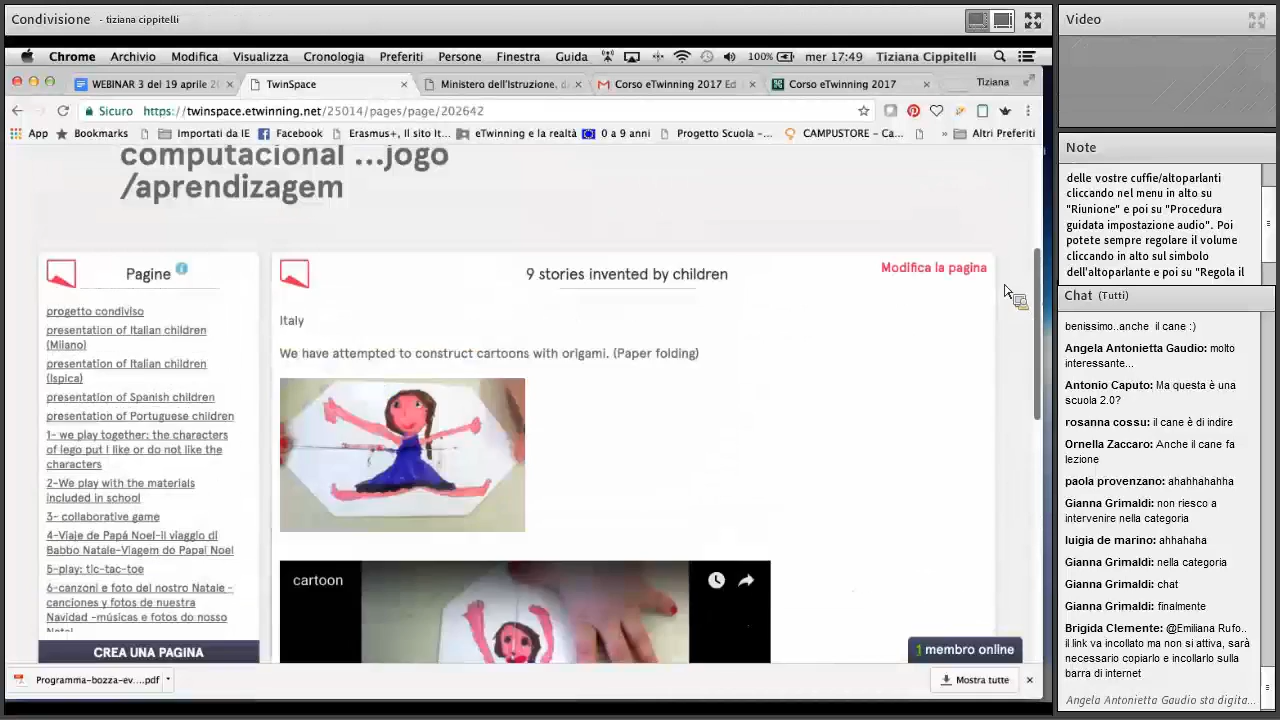 Condivisione - tiziana cippitelli
Chrome Archivio Modifica Visualizza Cronologia Preferiti Persone Finestra Guida 100% mer 17:49 Tiziana Cippitelli
WEBINAR 3 del 19 aprile 2 TwinSpace Ministero dell'Istruzione, d Corso eTwinning 2017 Ed Corso eTwinning 2017 Tiziana
Sicuro https://twinspace.etwinning.net/25014/pages/page/202642
App Bookmarks Importati da IE Facebook Erasmus+, Il sito It... eTwinning e la realtà 0 a 9 anni Progetto Scuola -... CAMPUSTORE - Ca... » Altri Preferiti
computacional ...jogo
/aprendizagem
Pagine
progetto condiviso
presentation of Italian children
(Milano)
presentation of Italian children
(Ispica)
presentation of Spanish children
presentation of Portuguese children
1- we play together: the characters
of lego put I like or do not like the
characters
2-We play with the materials
included in school
3- collaborative game
4-Viaje de Papá Noel-il viaggio di
Babbo Natale-Viagem do Papai Noel
5-play: tic-tac-toe
6-canzoni e foto del nostro Natale -
canciones y fotos de nuestra
Navidad -músicas e fotos do nosso
Natal
CREA UNA PAGINA
9 stories invented by children
Modifica la pagina
Italy
We have attempted to construct cartoons with origami. (Paper folding)
cartoon
1 membro online
Programma-bozza-ev....pdf
Mostra tutte
Video
Note
delle vostre cuffie/altoparlanti
cliccando nel menu in alto su
"Riunione" e poi su "Procedura
guidata impostazione audio". Poi
potete sempre regolare il volume
cliccando in alto sul simbolo
dell'altoparlante e poi su "Regola il
Chat (Tutti)
benissimo..anche il cane :)
Angela Antonietta Gaudio: molto
interessante...
Antonio Caputo: Ma questa è una
scuola 2.0?
rosanna cossu: il cane è di indire
Ornella Zaccaro: Anche il cane fa
lezione
paola provenzano: ahahhahahha
Gianna Grimaldi: non riesco a
intervenire nella categoria
luigia de marino: ahhahaha
Gianna Grimaldi: nella categoria
Gianna Grimaldi: chat
Gianna Grimaldi: finalmente
Brigida Clemente: @Emiliana Rufo..
il link va incollato ma non si attiva, sarà
necessario copiarlo e incollarlo sulla
barra di internet
Angela Antonietta Gaudio sta digita...